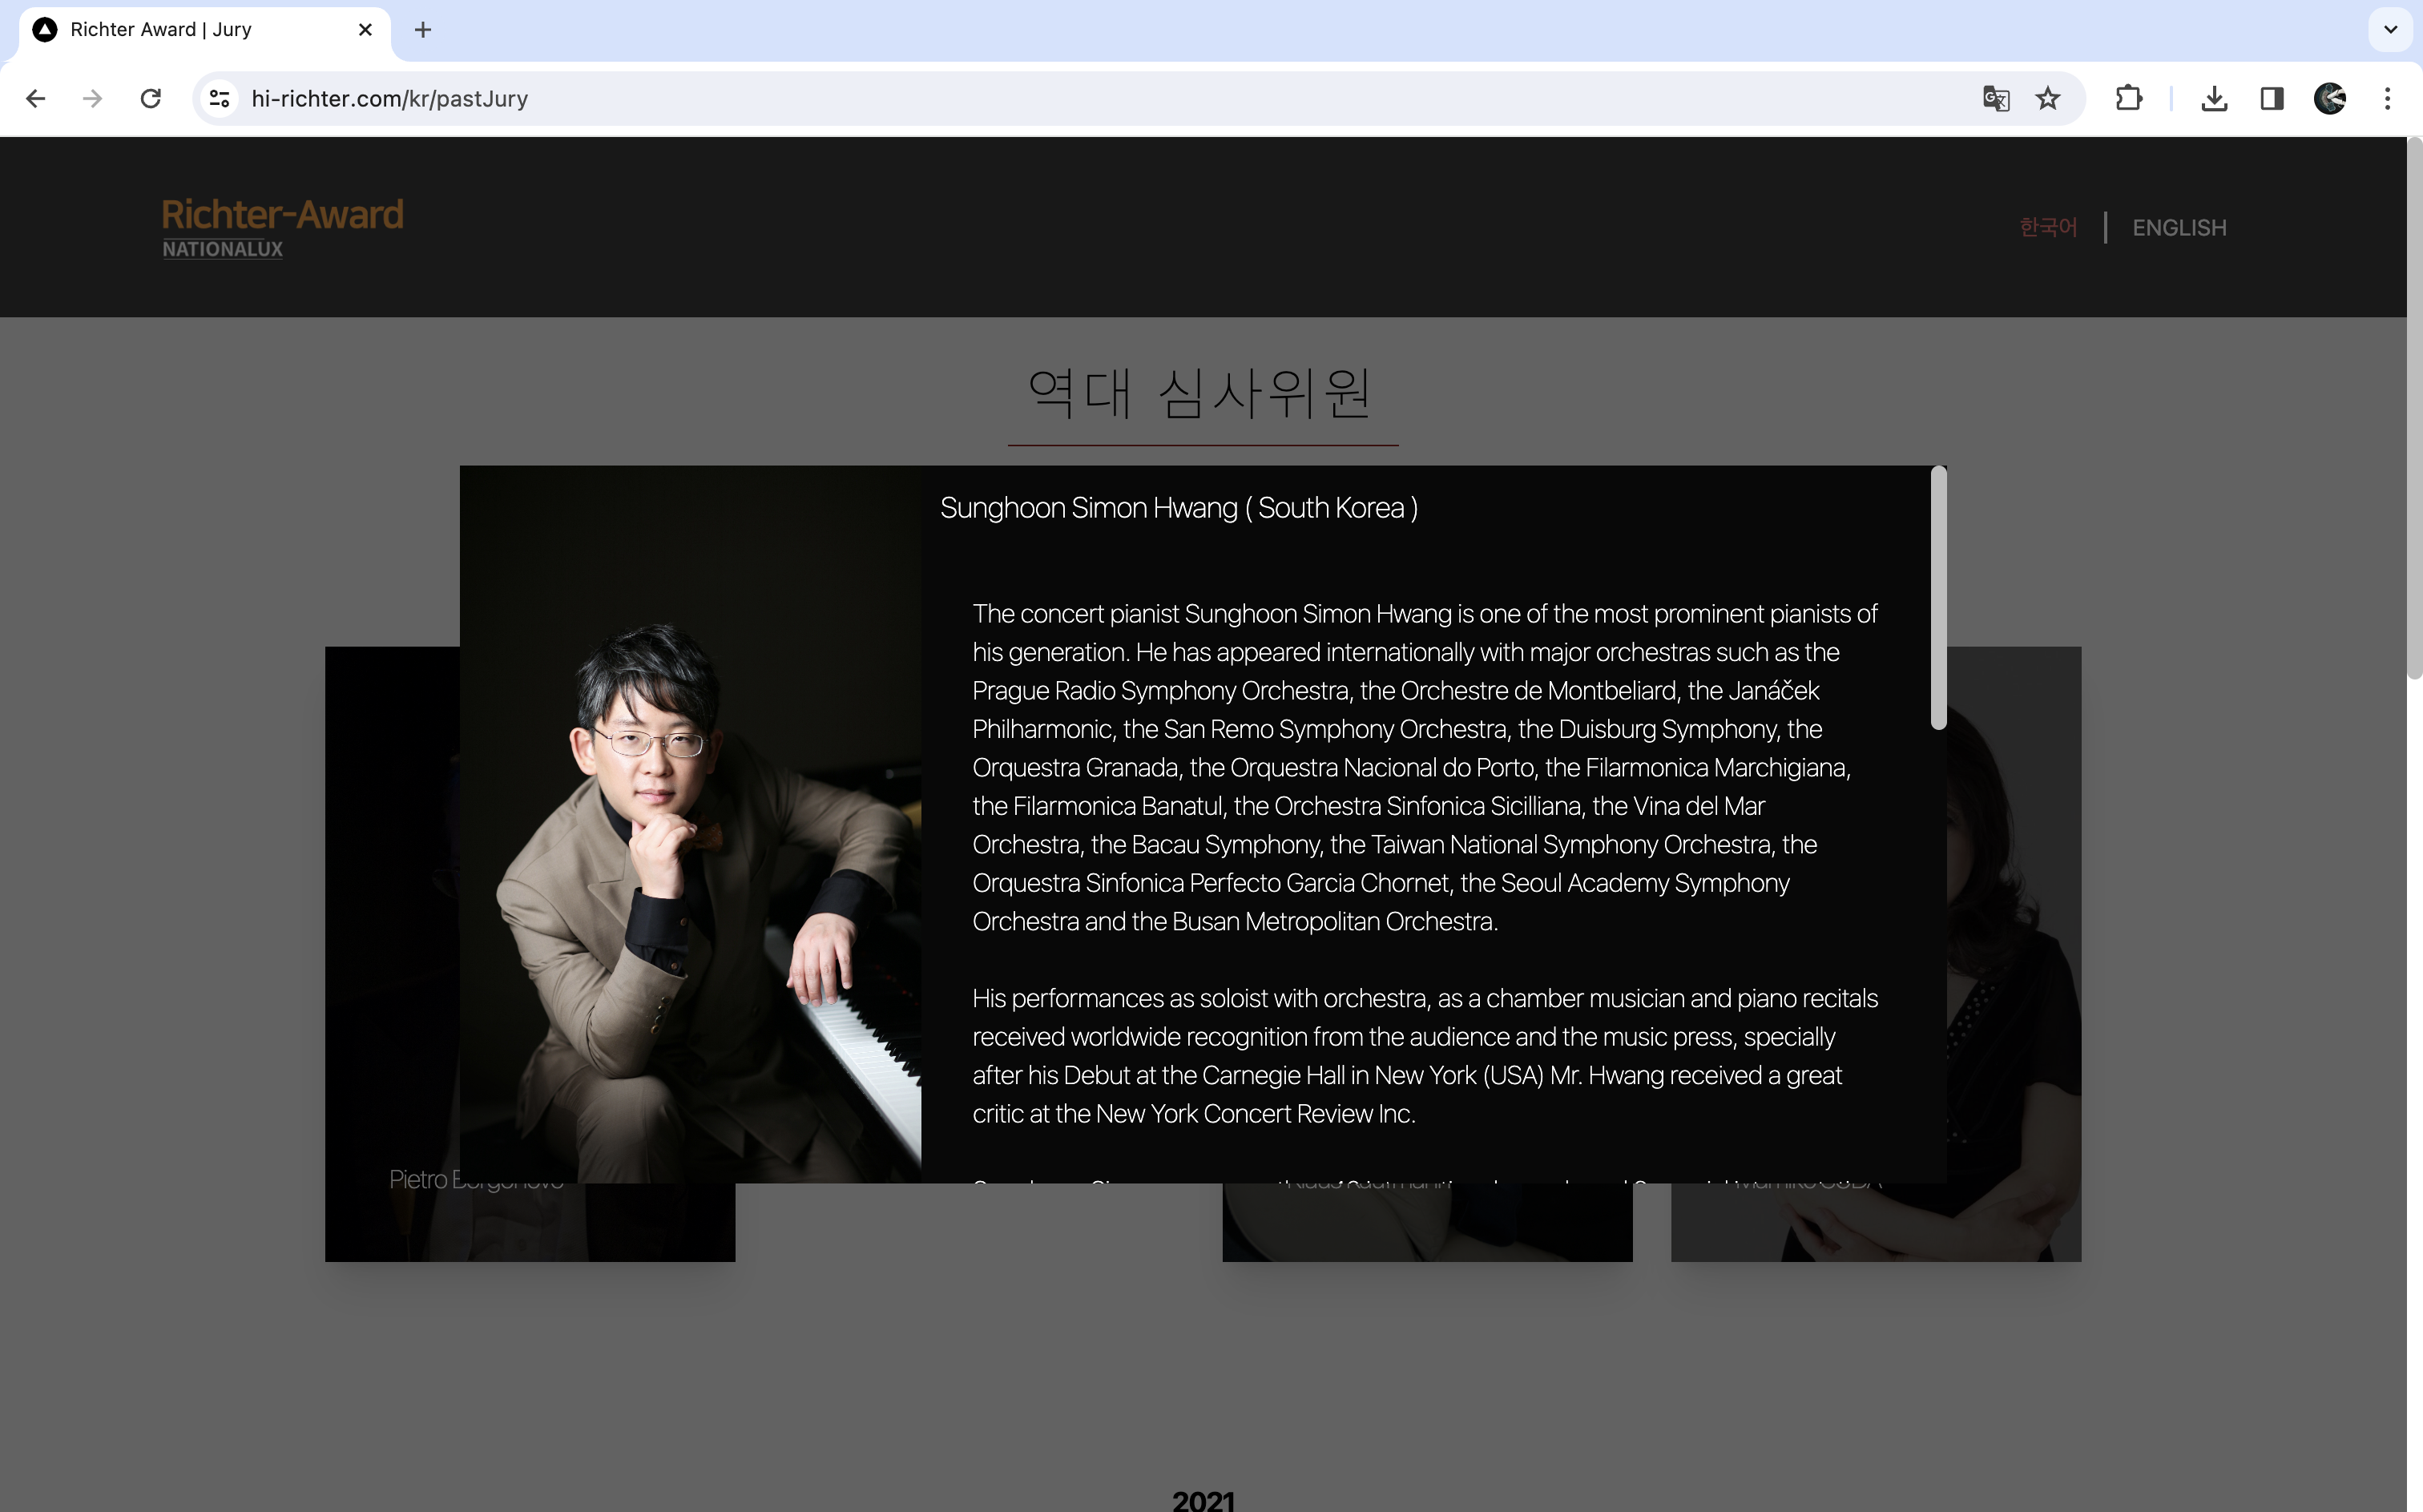 Richter Award | Jury
hi-richter.com/kr/pastJury
Richter-Award
NATIONALUX
한국어 | ENGLISH
역대 심사위원
Sunghoon Simon Hwang ( South Korea )
The concert pianist Sunghoon Simon Hwang is one of the most prominent pianists of
his generation. He has appeared internationally with major orchestras such as the
Prague Radio Symphony Orchestra, the Orchestre de Montbeliard, the Janáček
Philharmonic, the San Remo Symphony Orchestra, the Duisburg Symphony, the
Orquestra Granada, the Orquestra Nacional do Porto, the Filarmonica Marchigiana,
the Filarmonica Banatul, the Orchestra Sinfonica Sicilliana, the Vina del Mar
Orchestra, the Bacau Symphony, the Taiwan National Symphony Orchestra, the
Orquestra Sinfonica Perfecto Garcia Chornet, the Seoul Academy Symphony
Orchestra and the Busan Metropolitan Orchestra.
His performances as soloist with orchestra, as a chamber musician and piano recitals
received worldwide recognition from the audience and the music press, specially
after his Debut at the Carnegie Hall in New York (USA) Mr. Hwang received a great
critic at the New York Concert Review Inc.
Pietro
2021